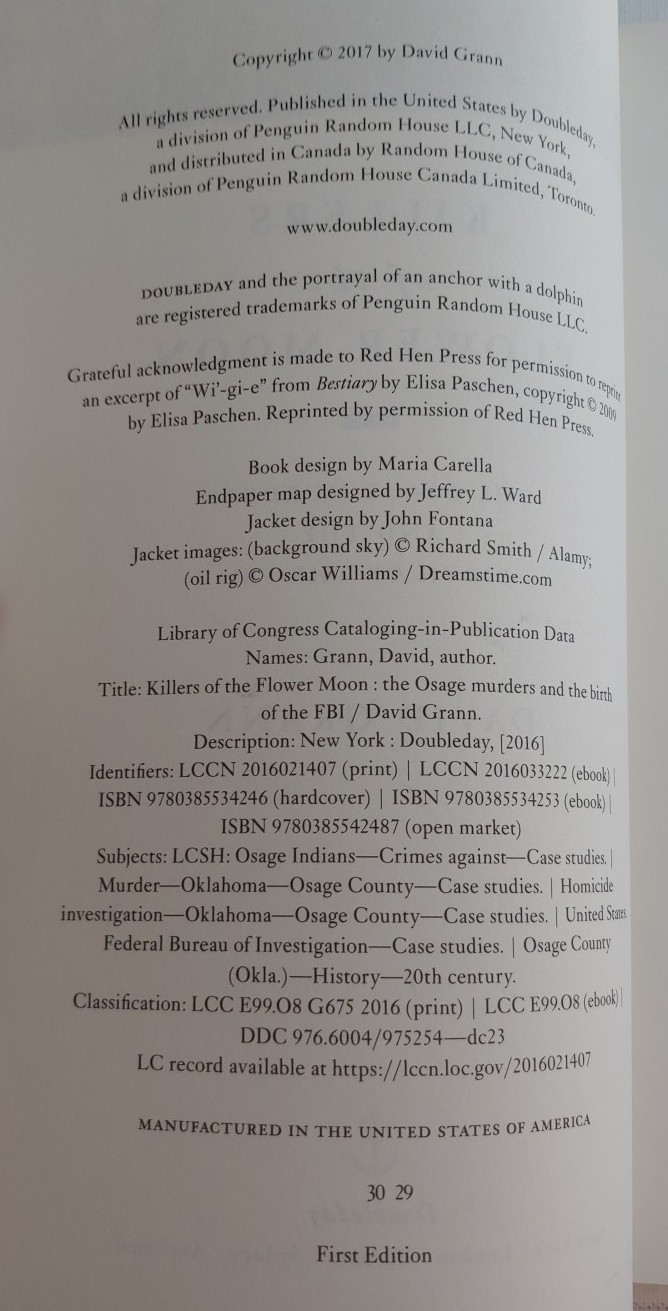 Copyright © 2017 by David Grann
All rights reserved. Published in the United States by Doubleday,
a division of Penguin Random House LLC, New York,
and distributed in Canada by Random House of Canada,
a division of Penguin Random House Canada Limited, Toronto.
www.doubleday.com
DOUBLEDAY and the portrayal of an anchor with a dolphin
are registered trademarks of Penguin Random House LLC.
Grateful acknowledgment is made to Red Hen Press for permission to reprint
an excerpt of "Wi'-gi-e" from Bestiary by Elisa Paschen, copyright © 2009
by Elisa Paschen. Reprinted by permission of Red Hen Press.
Book design by Maria Carella
Endpaper map designed by Jeffrey L. Ward
Jacket design by John Fontana
Jacket images: (background sky) © Richard Smith / Alamy;
(oil rig) © Oscar Williams / Dreamstime.com
Library of Congress Cataloging-in-Publication Data
Names: Grann, David, author.
Title: Killers of the Flower Moon : the Osage murders and the birth
of the FBI / David Grann.
Description: New York : Doubleday, [2016]
Identifiers: LCCN 2016021407 (print) | LCCN 2016033222 (ebook) |
ISBN 9780385534246 (hardcover) | ISBN 9780385534253 (ebook) |
ISBN 9780385542487 (open market)
Subjects: LCSH: Osage Indians—Crimes against—Case studies. |
Murder—Oklahoma—Osage County—Case studies. | Homicide
investigation—Oklahoma—Osage County—Case studies. | United States.
Federal Bureau of Investigation—Case studies. | Osage County
(Okla.)—History—20th century.
Classification: LCC E99.O8 G675 2016 (print) | LCC E99.O8 (ebook) |
DDC 976.6004/975254—dc23
LC record available at https://lccn.loc.gov/2016021407
MANUFACTURED IN THE UNITED STATES OF AMERICA
30 29
First Edition